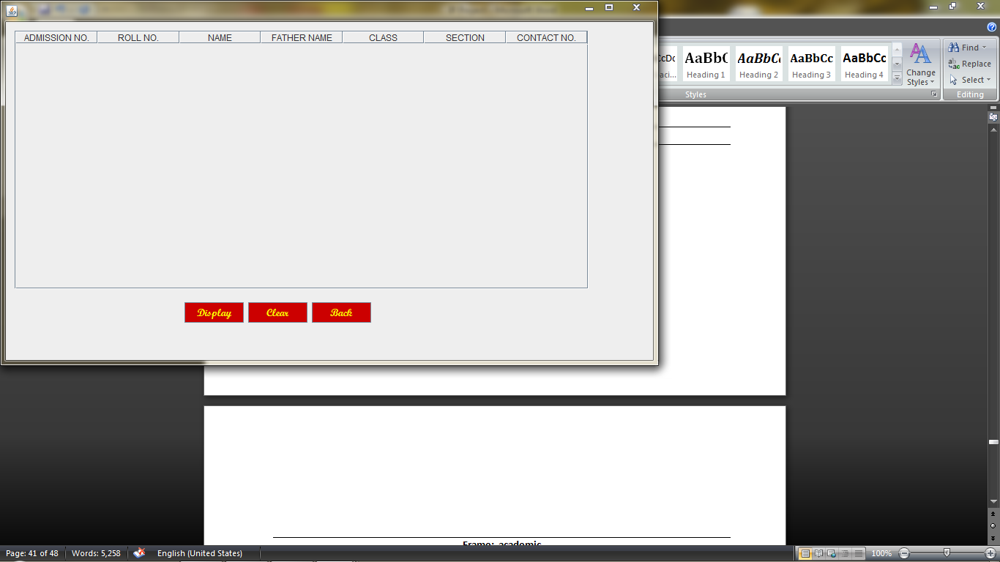 ADMISSION NO. ROLL NO. NAME FATHER NAME CLASS SECTION CONTACT NO.
Display Clear Back
AaBbC AaBbCc AaBbCc AaBbCc
Heading 1 Heading 2 Heading 3 Heading 4
Change
Styles
Styles
Find
Replace
Select
Editing
Frame: academic
Page: 41 of 48 Words: 5,258 English (United States) 100%